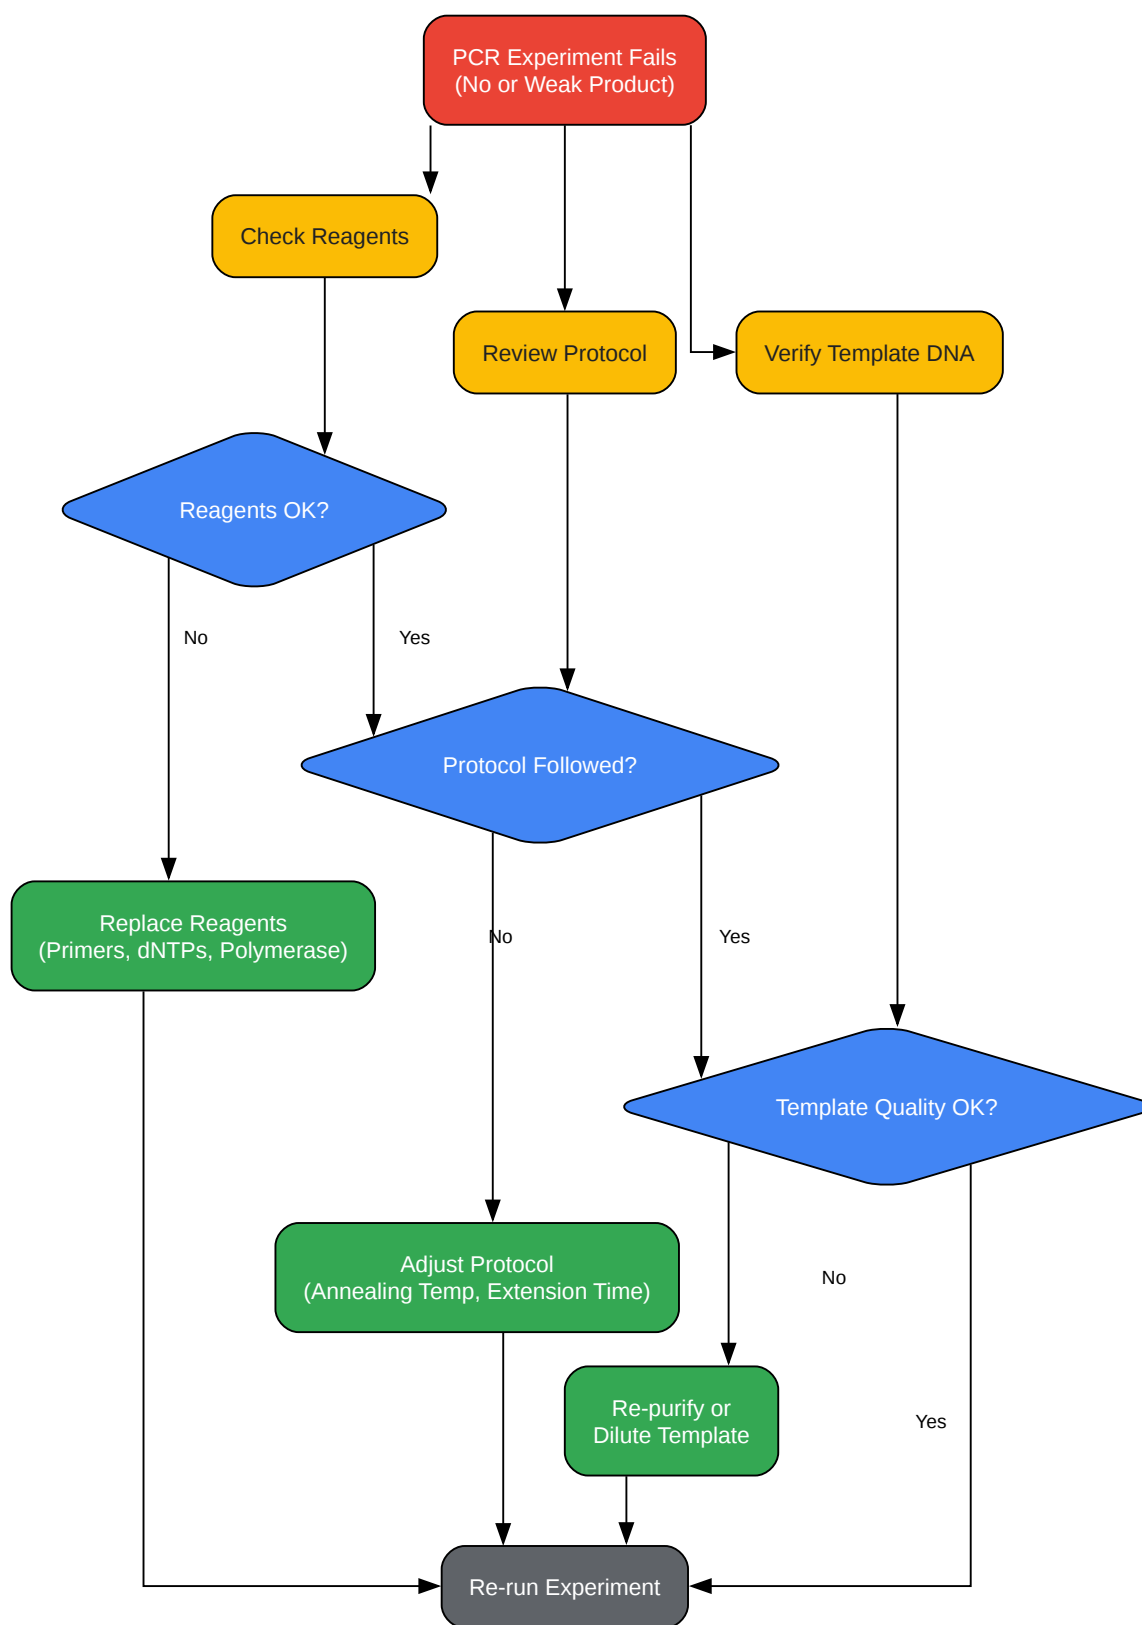 PCR Experiment Fails
(No or Weak Product)
Check Reagents
Review Protocol
Verify Template DNA
Reagents OK?
No
Yes
Protocol Followed?
Replace Reagents
(Primers, dNTPs, Polymerase)
No
Yes
Template Quality OK?
Adjust Protocol
(Annealing Temp, Extension Time)
No
Re-purify or
Dilute Template
Yes
Re-run Experiment